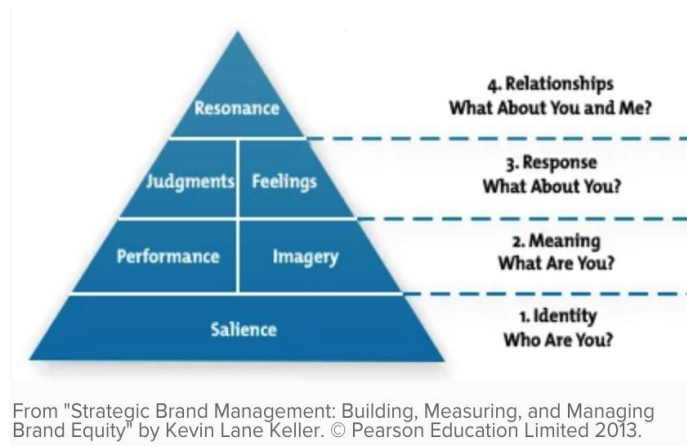 Resonance
4. Relationships
What About You and Me?
Judgments
Feelings
3. Response
What About You?
Performance
Imagery
2. Meaning
What Are You?
Salience
1. Identity
Who Are You?
From "Strategic Brand Management: Building, Measuring, and Managing
Brand Equity" by Kevin Lane Keller. © Pearson Education Limited 2013.